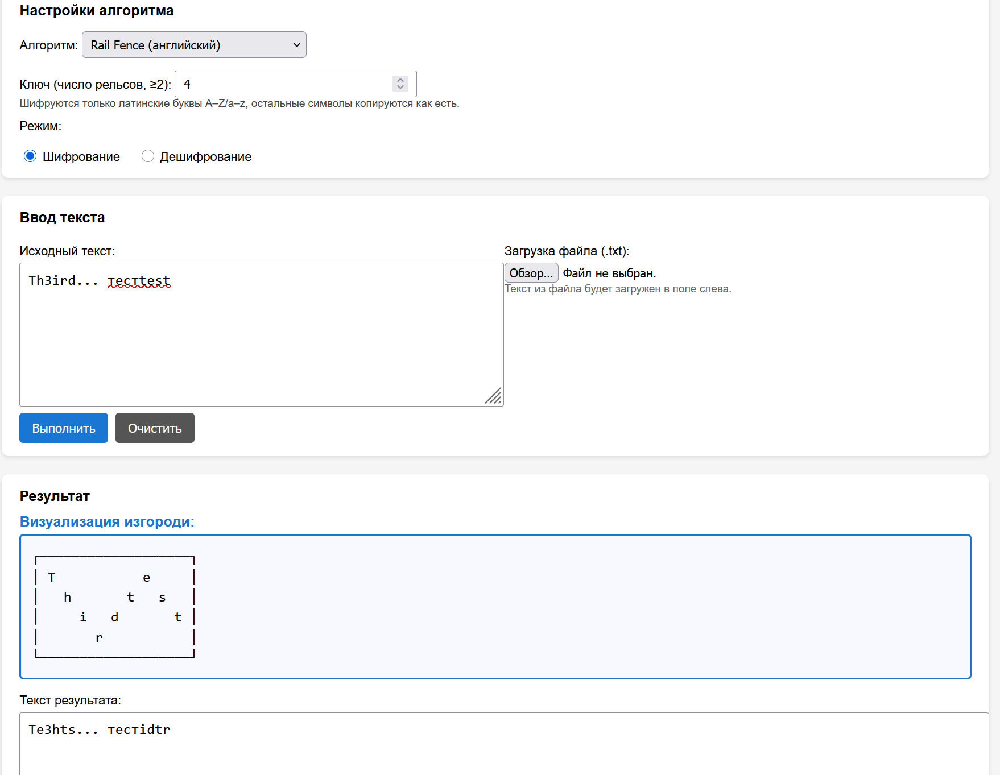 Настройки алгоритма
Алгоритм: Rail Fence (английский)
Ключ (число рельсов, ≥2): 4
Шифруются только латинские буквы A–Z/a–z, остальные символы копируются как есть.
Режим:
Шифрование Дешифрование
Ввод текста
Исходный текст: Загрузка файла (.txt):
Th3ird... тестtest Обзор... Файл не выбран.
Текст из файла будет загружен в поле слева.
Выполнить Очистить
Результат
Визуализация изгороди:
T e
h t s
i d t
r
Текст результата:
Te3hts... тестidtr